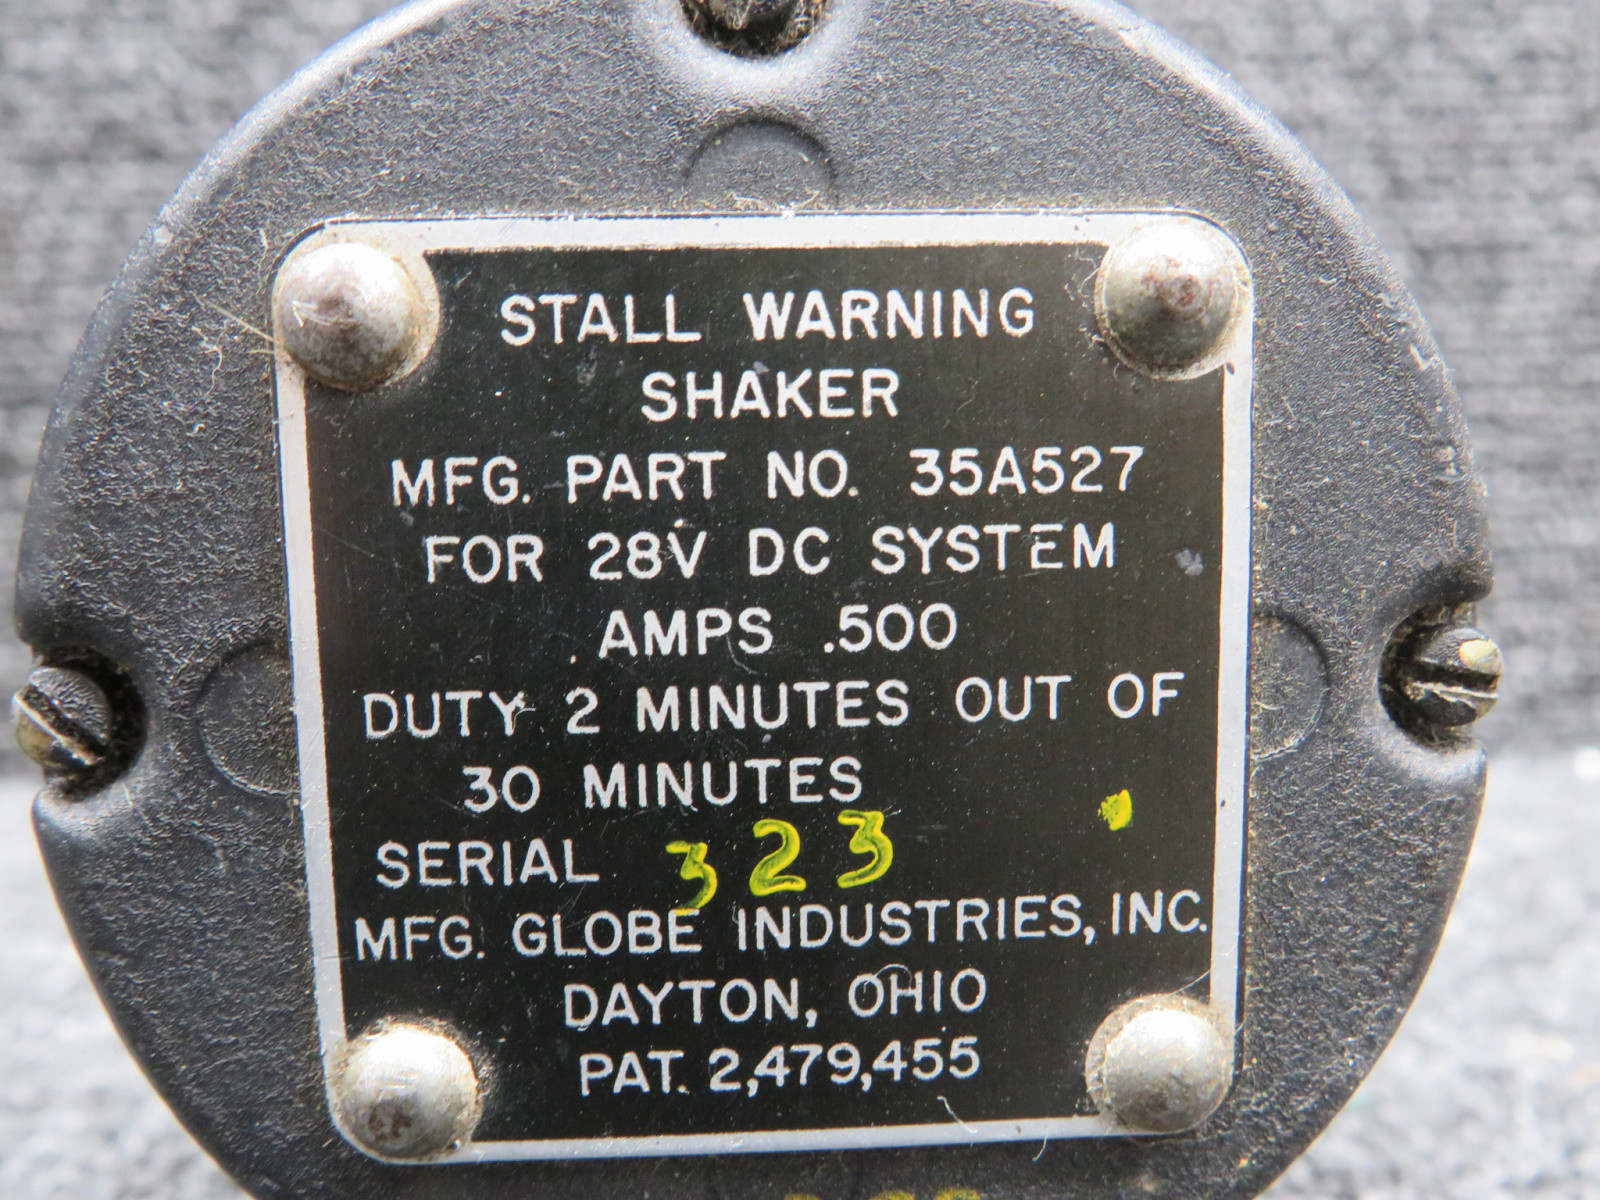 STALL WARNING
SHAKER
MFG. PART NO. 35A527
FOR 28V DC SYSTEM
AMPS .500
DUTY 2 MINUTES OUT OF
30 MINUTES
SERIAL 323
MFG. GLOBE INDUSTRIES, INC.
DAYTON, OHIO
PAT. 2,479,455